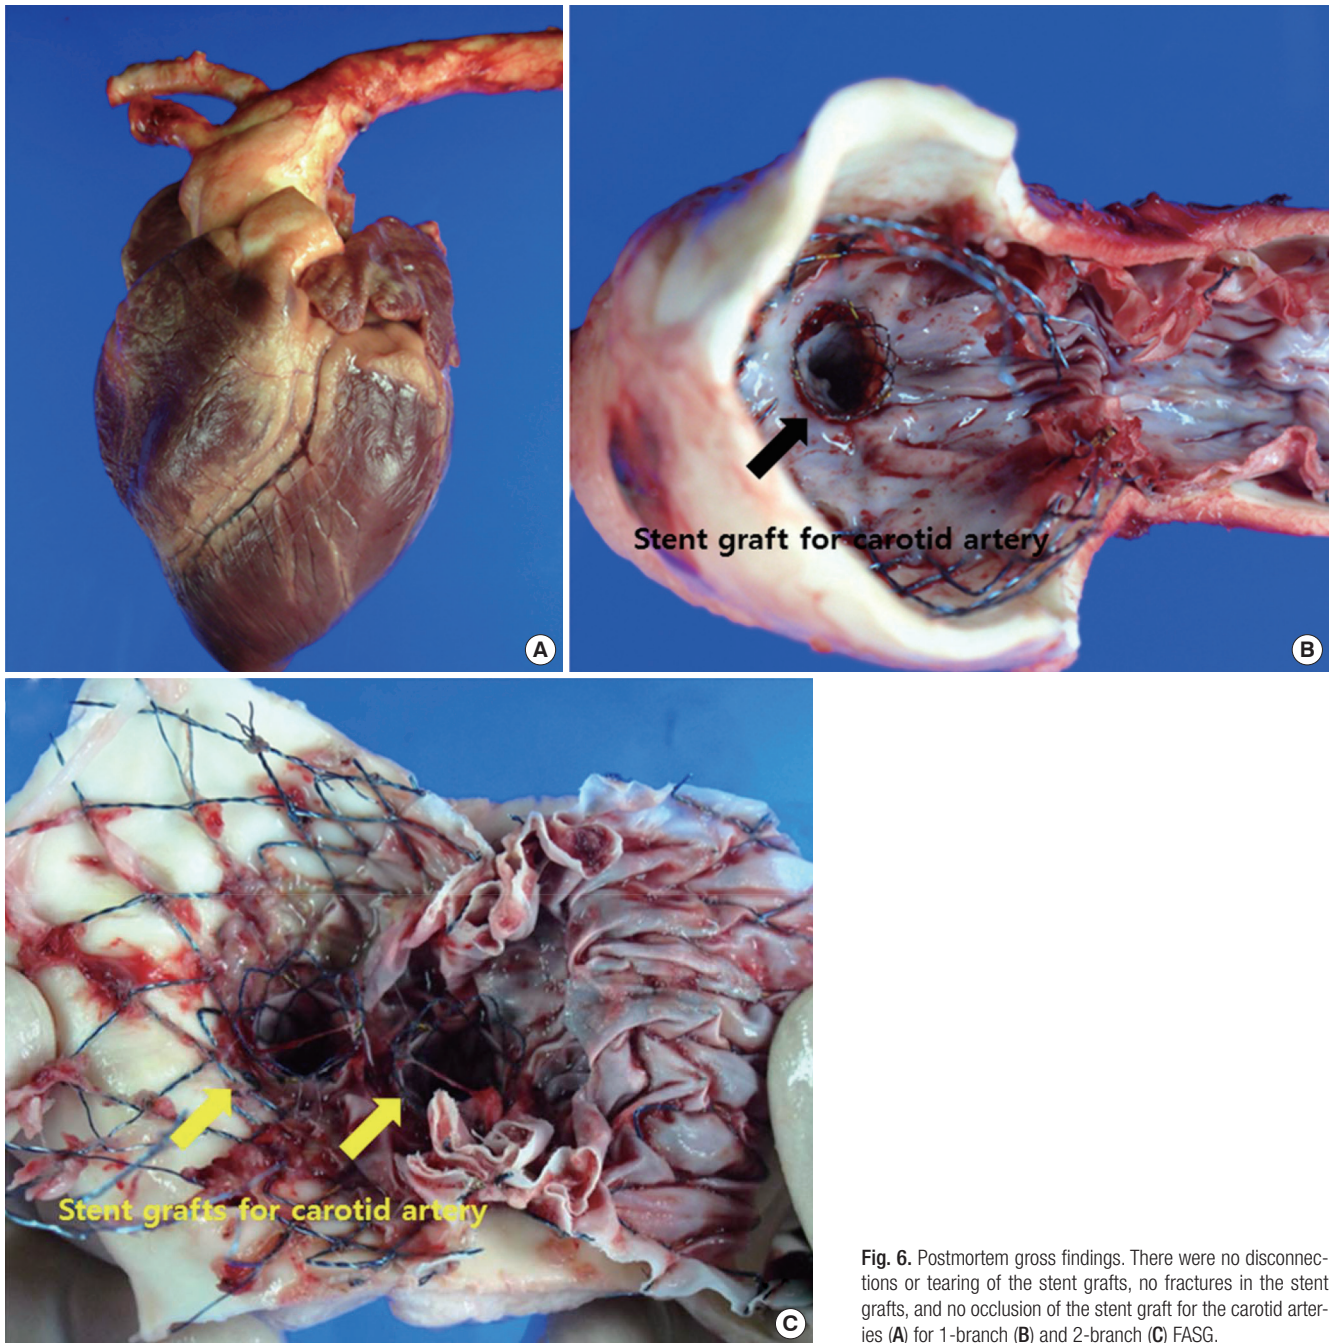 A
B
Stent graft for carotid artery
Stent grafts for carotid artery
C
Fig. 6. Postmortem gross findings. There were no disconnec-
tions or tearing of the stent grafts, no fractures in the stent
grafts, and no occlusion of the stent graft for the carotid arter-
ies (A) for 1-branch (B) and 2-branch (C) FASG.